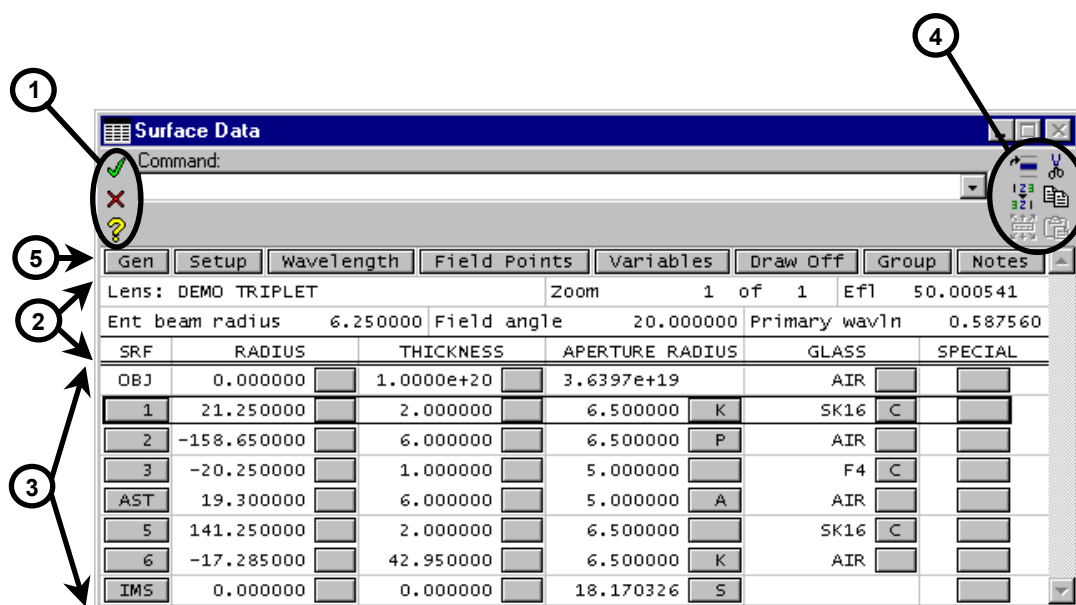 4
1
Surface Data
Command:
5
Gen Setup Wavelength Field Points Variables Draw Off Group Notes
2
Lens: DEMO TRIPLET Zoom 1 of 1 Efl 50.000541
Ent beam radius 6.250000 Field angle 20.000000 Primary wavln 0.587560
SRF RADIUS THICKNESS APERTURE RADIUS GLASS SPECIAL
OBJ 0.000000 1.0000e+20 3.6397e+19 AIR
1 21.250000 2.000000 6.500000 K SK16 C
2 -158.650000 6.000000 6.500000 P AIR
3
3 -20.250000 1.000000 5.000000 F4 C
AST 19.300000 6.000000 5.000000 A AIR
5 141.250000 2.000000 6.500000 SK16 C
6 -17.285000 42.950000 6.500000 K AIR
IMS 0.000000 0.000000 18.170326 S
123
321